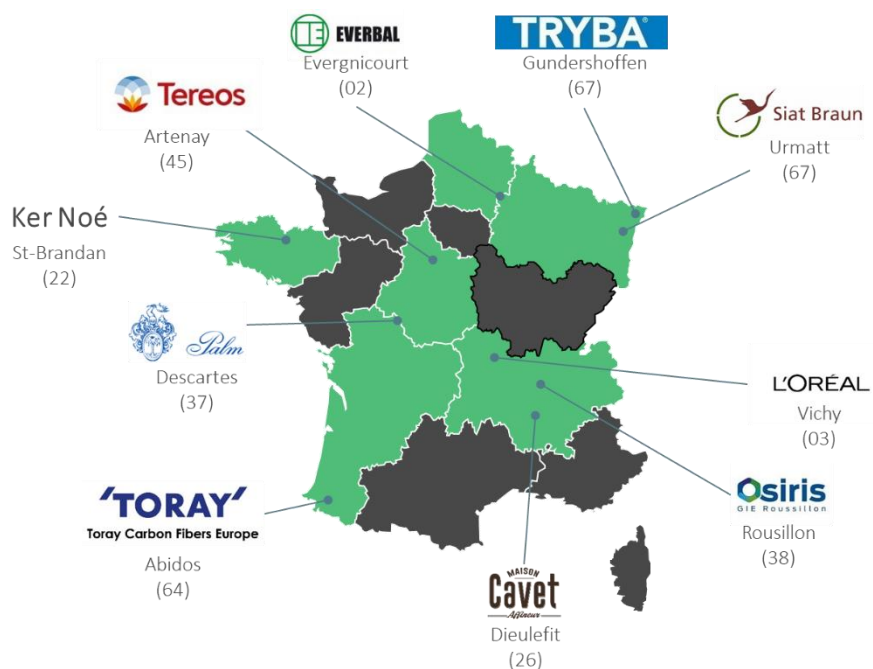 EVERBAL
Evergnicourt
(02)
TRYBA®
Gundershoffen
(67)
Tereos
Artenay
(45)
Siat Braun
Urmatt
(67)
Ker Noé
St-Brandan
(22)
Palm
Descartes
(37)
L'ORÉAL
Vichy
(03)
'TORAY'
Toray Carbon Fibers Europe
Abidos
(64)
Osiris
GIE Roussillon
Rousillon
(38)
MAISON
Cavet
Affineur
Dieulefit
(26)